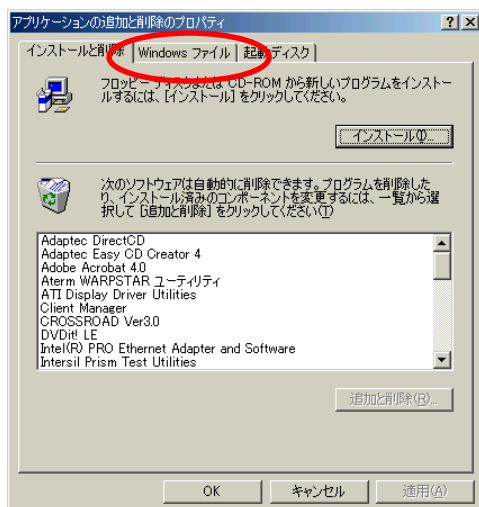 アプリケーションの追加と削除のプロパティ
インストールと削除
Windows ファイル
起動ディスク
フロッピー ディスクまたは CD-ROM から新しいプログラムをインストー
ルするには、[インストール] をクリックしてください。
インストール(I)...
次のソフトウェアは自動的に削除できます。プログラムを削除した
り、インストール済みのコンポーネントを変更するには、一覧から選
択して [追加と削除] をクリックしてください(T)
Adaptec DirectCD
Adaptec Easy CD Creator 4
Adobe Acrobat 4.0
Aterm WARPSTAR ユーティリティ
ATI Display Driver Utilities
Client Manager
CROSSROAD Ver3.0
DVDit! LE
Intel(R) PRO Ethernet Adapter and Software
Intersil Prism Test Utilities
追加と削除(R)...
OK
キャンセル
適用(A)